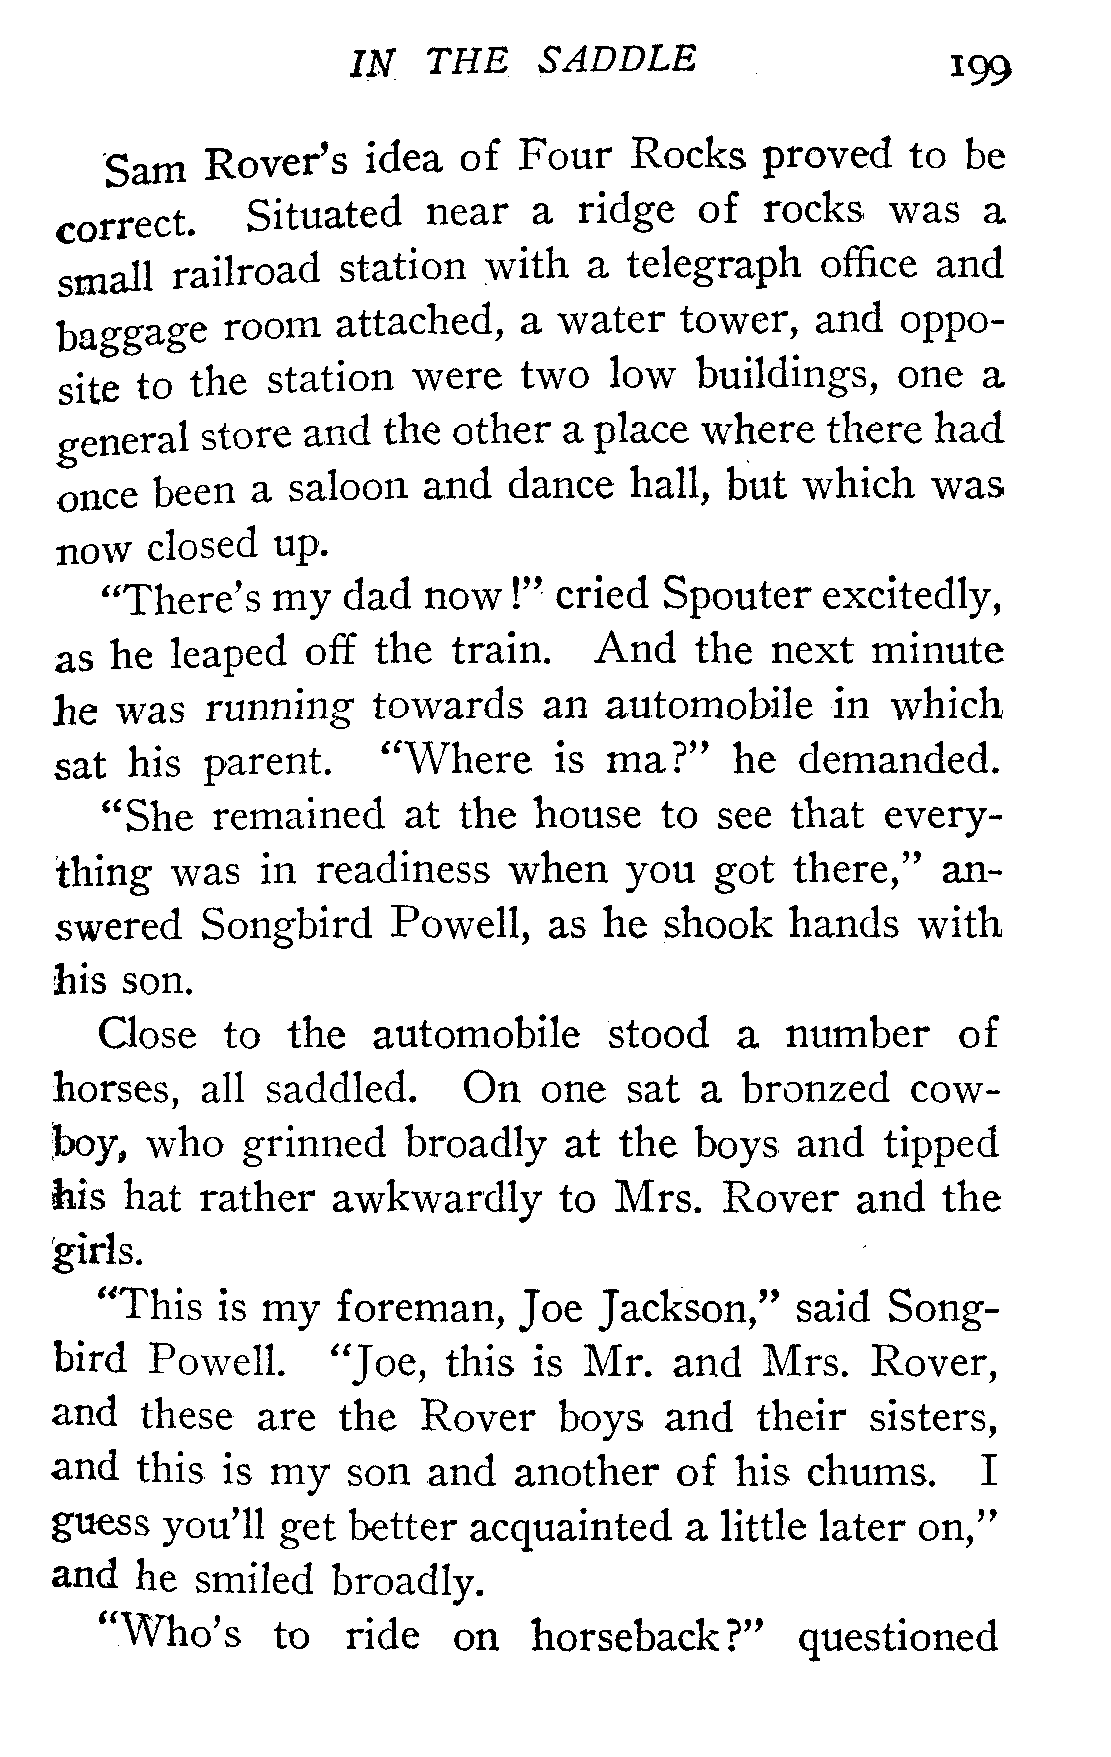 IN THE SADDLE 199
Sam Rover's idea of Four Rocks proved to be
correct. Situated near a ridge of rocks was a
small railroad station with a telegraph office and
baggage room attached, a water tower, and oppo-
site to the station were two low buildings, one a
general store and the other a place where there had
once been a saloon and dance hall, but which was
now closed up.
"There's my dad now!" cried Spouter excitedly,
as he leaped off the train. And the next minute
he was running towards an automobile in which
sat his parent. "Where is ma?" he demanded.
"She remained at the house to see that every-
thing was in readiness when you got there," an-
swered Songbird Powell, as he shook hands with
his son.
Close to the automobile stood a number of
horses, all saddled. On one sat a bronzed cow-
boy, who grinned broadly at the boys and tipped
his hat rather awkwardly to Mrs. Rover and the
girls.
"This is my foreman, Joe Jackson," said Song-
bird Powell. "Joe, this is Mr. and Mrs. Rover,
and these are the Rover boys and their sisters,
and this is my son and another of his chums. I
guess you'll get better acquainted a little later on,"
and he smiled broadly.
"Who's to ride on horseback?" questioned